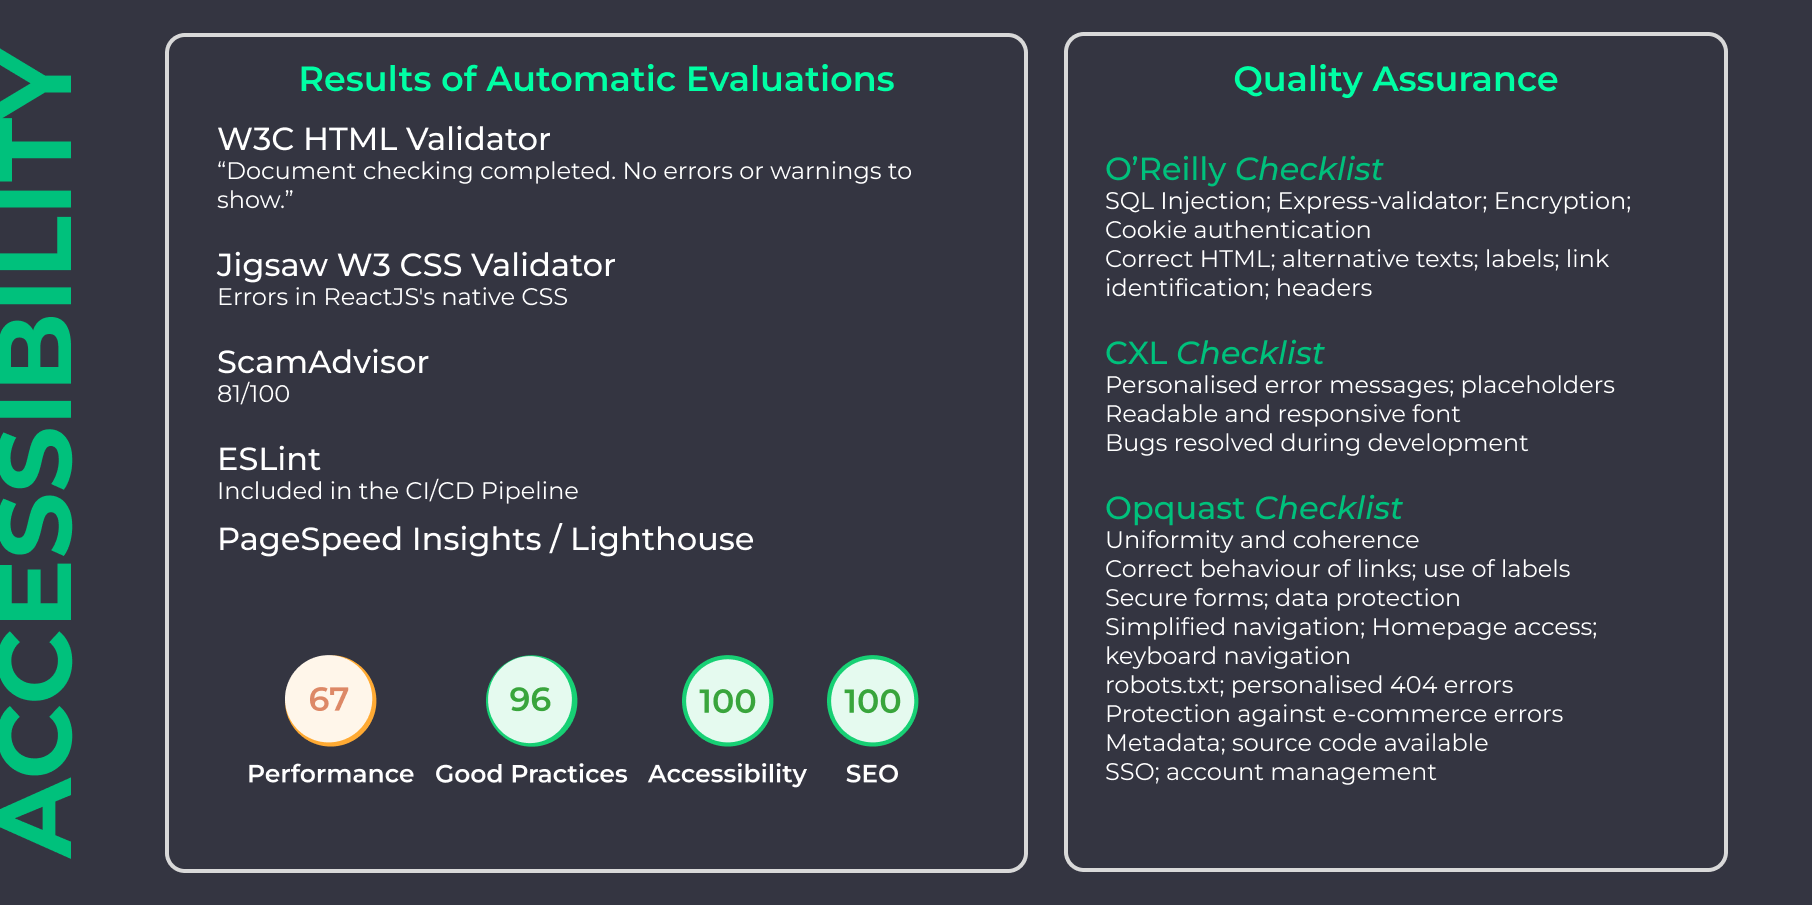 ACCESSIBILITY
Results of Automatic Evaluations
W3C HTML Validator
“Document checking completed. No errors or warnings to
show.”
Jigsaw W3 CSS Validator
Errors in ReactJS's native CSS
ScamAdvisor
81/100
ESLint
Included in the CI/CD Pipeline
PageSpeed Insights / Lighthouse
67
96
100
100
Performance
Good Practices
Accessibility
SEO
Quality Assurance
O’Reilly Checklist
SQL Injection; Express-validator; Encryption;
Cookie authentication
Correct HTML; alternative texts; labels; link
identification; headers
CXL Checklist
Personalised error messages; placeholders
Readable and responsive font
Bugs resolved during development
Opquast Checklist
Uniformity and coherence
Correct behaviour of links; use of labels
Secure forms; data protection
Simplified navigation; Homepage access;
keyboard navigation
robots.txt; personalised 404 errors
Protection against e-commerce errors
Metadata; source code available
SSO; account management